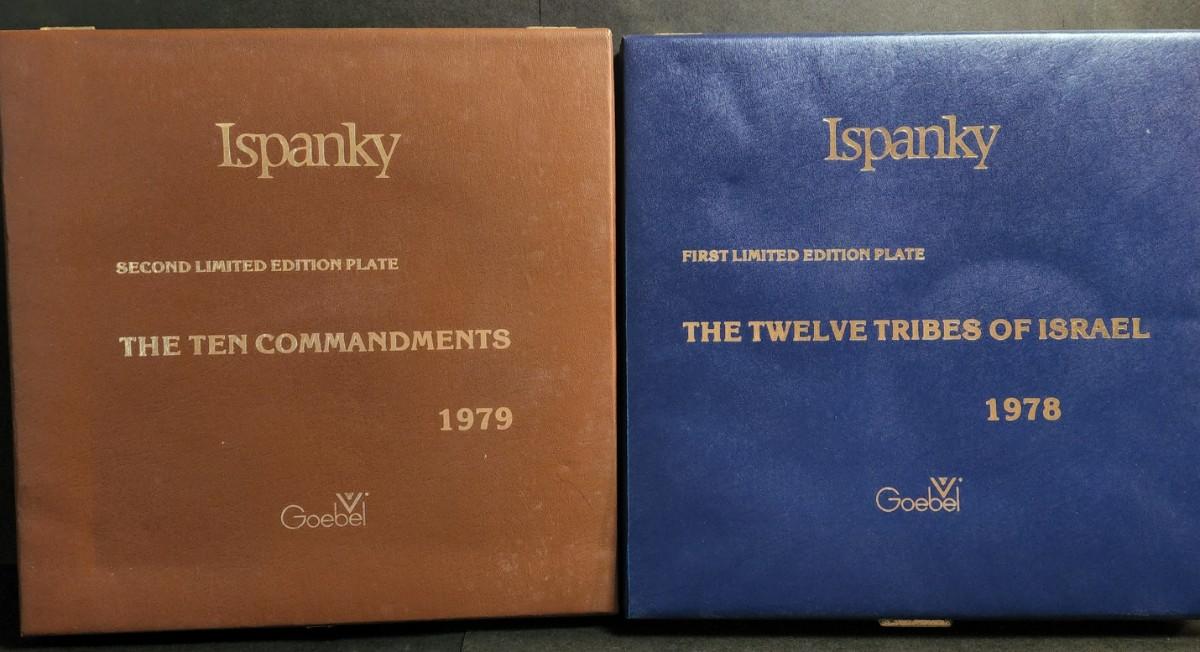 Ispanky
SECOND LIMITED EDITION PLATE
THE TEN COMMANDMENTS
1979
Goebel
Ispanky
FIRST LIMITED EDITION PLATE
THE TWELVE TRIBES OF ISRAEL
1978
Goebel